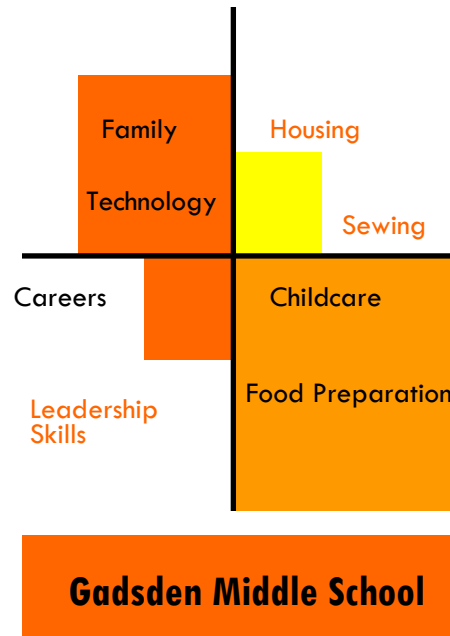 Family
Housing
Technology
Sewing
Careers
Childcare
Food Preparation
Leadership
Skills
Gadsden Middle School